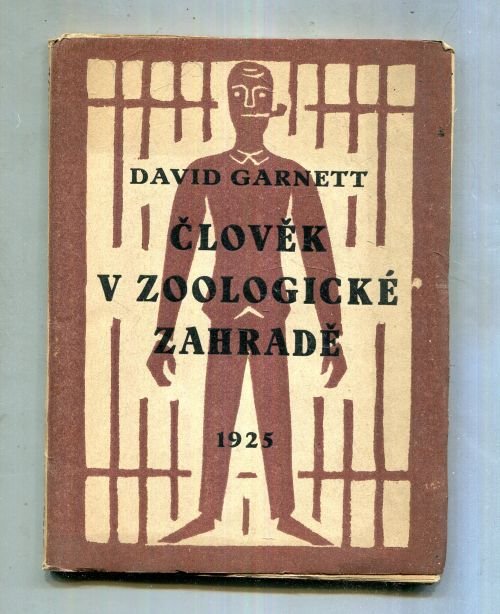 DAVID GARNETT
ČLOVĚK
V ZOOLOGICKÉ
ZAHRADĚ
1925